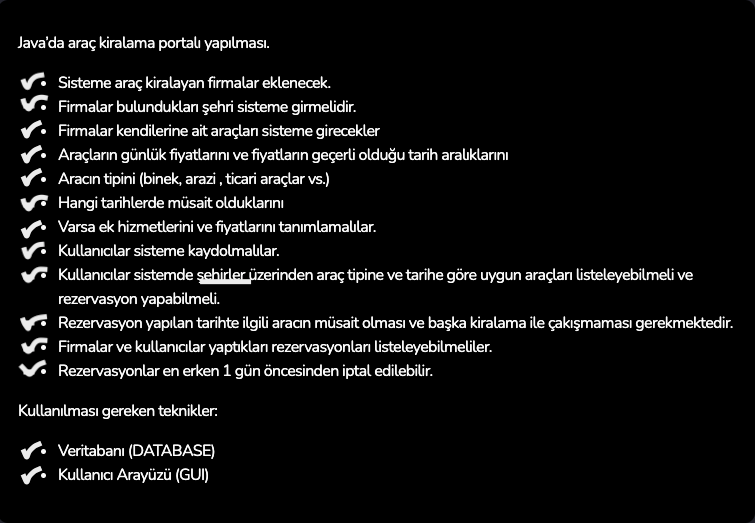 Java'da araç kiralama portalı yapılması.
Sisteme araç kiralayan firmalar eklenecek.
Firmalar bulundukları şehri sisteme girmelidir.
Firmalar kendilerine ait araçları sisteme girecekler
Araçların günlük fiyatlarını ve fiyatların geçerli olduğu tarih aralıklarını
Aracın tipini (binek, arazi , ticari araçlar vs.)
Hangi tarihlerde müsait olduklarını
Varsa ek hizmetlerini ve fiyatlarını tanımlamalılar.
Kullanıcılar sisteme kaydolmalılar.
Kullanıcılar sistemde şehirler üzerinden araç tipine ve tarihe göre uygun araçları listeleyebilmeli ve
rezervasyon yapabilmeli.
Rezervasyon yapılan tarihte ilgili aracın müsait olması ve başka kiralama ile çakışmaması gerekmektedir.
Firmalar ve kullanıcılar yaptıkları rezervasyonları listeleyebilmeliler.
Rezervasyonlar en erken 1 gün öncesinden iptal edilebilir.
Kullanılması gereken teknikler:
Veritabanı (DATABASE)
Kullanıcı Arayüzü (GUI)